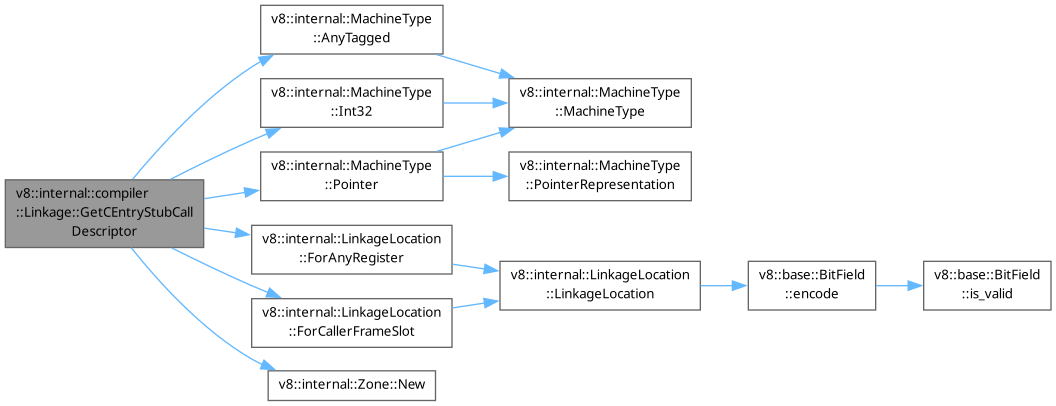 v8::internal::MachineType
::AnyTagged
v8::internal::MachineType
::Int32
v8::internal::MachineType
::MachineType
v8::internal::MachineType
::Pointer
v8::internal::MachineType
::PointerRepresentation
v8::internal::compiler
::Linkage::GetCEntryStubCall
Descriptor
v8::internal::LinkageLocation
::ForAnyRegister
v8::internal::LinkageLocation
::LinkageLocation
v8::base::BitField
::encode
v8::base::BitField
::is_valid
v8::internal::LinkageLocation
::ForCallerFrameSlot
v8::internal::Zone::New